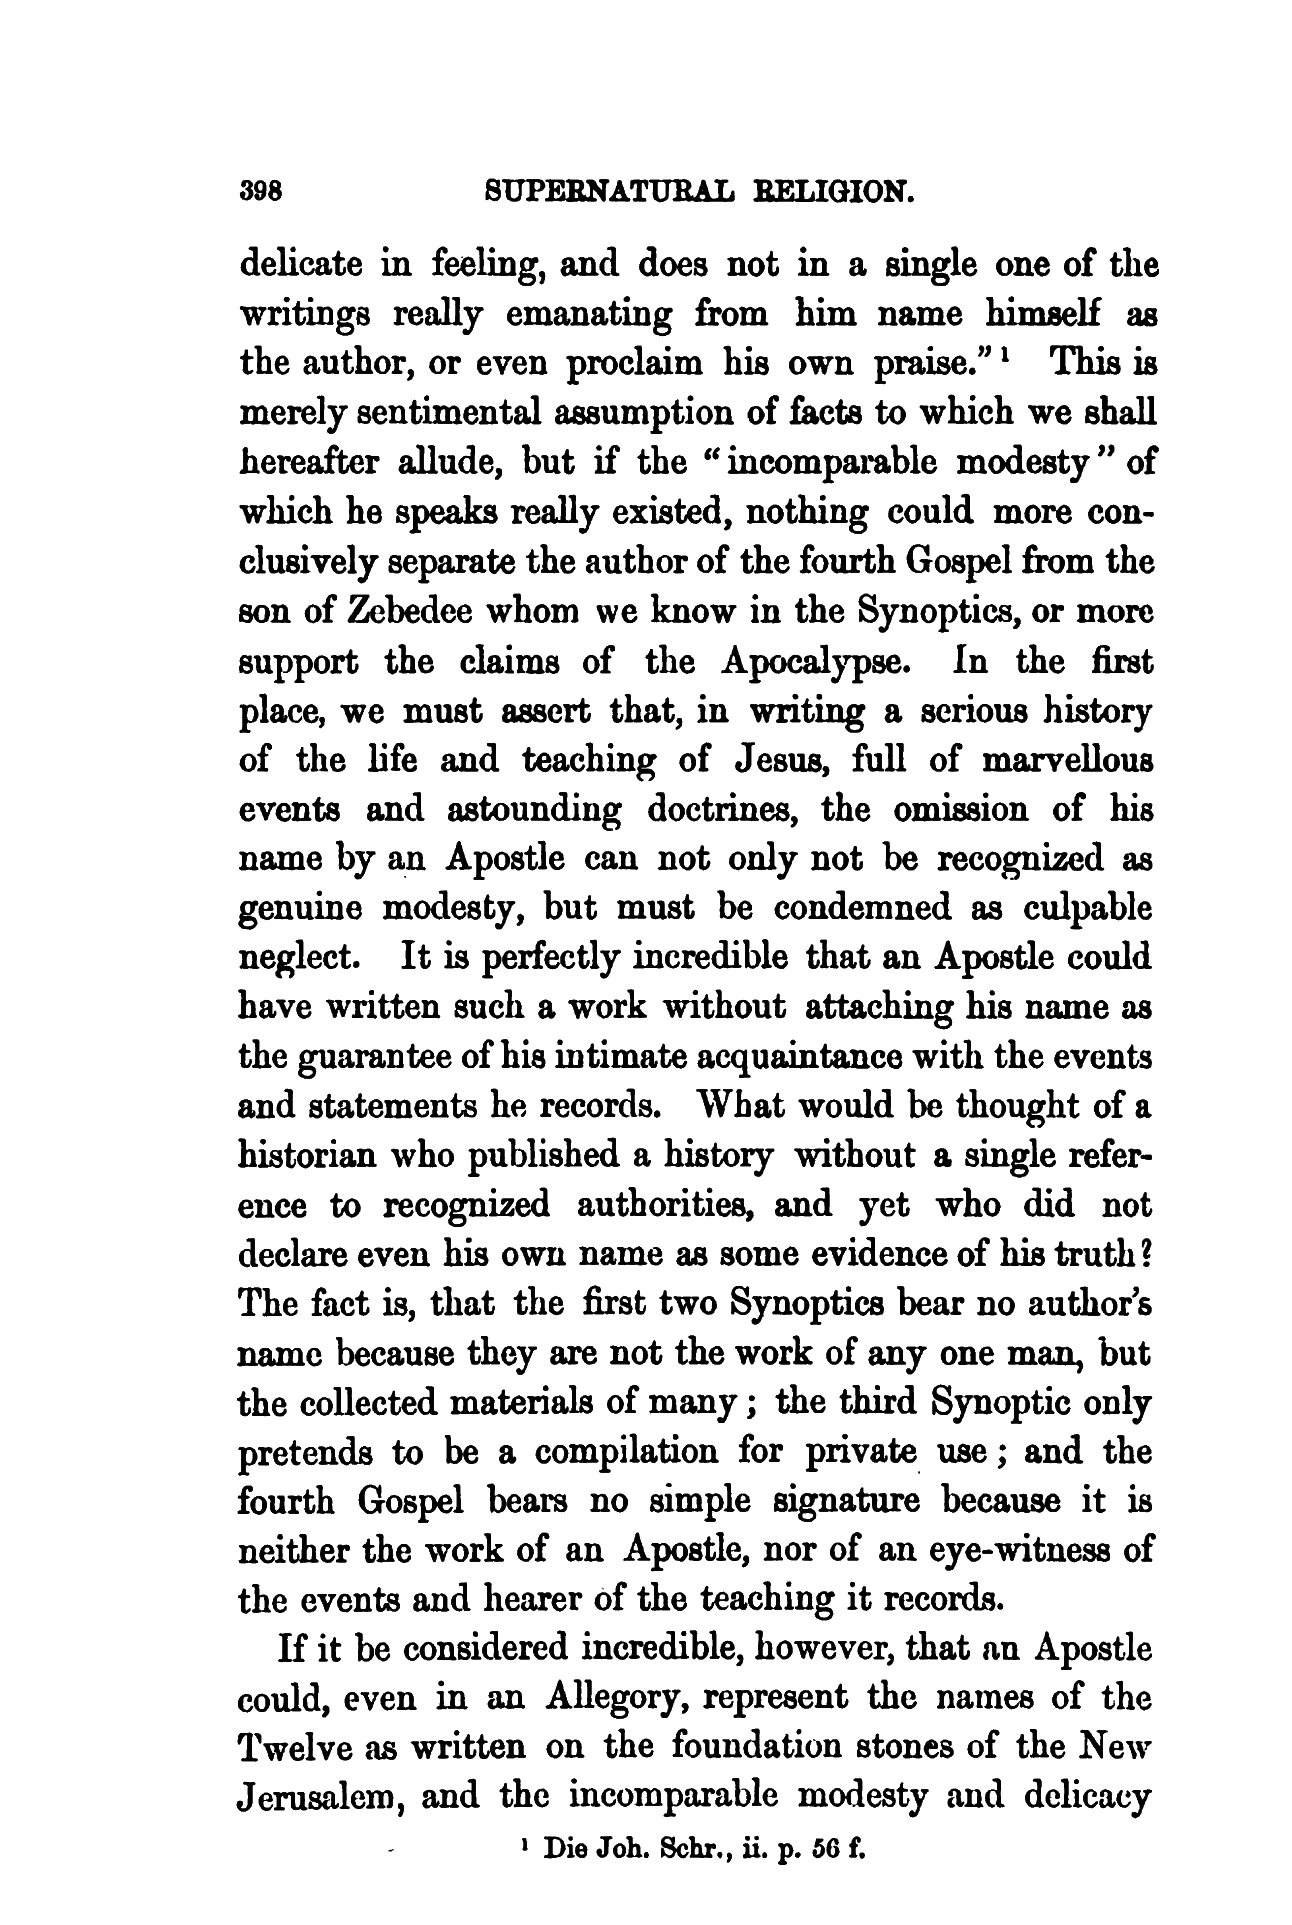 398 SUPERNATURAL RELIGION.
delicate in feeling, and does not in a single one of the
writings really emanating from him name himself as
the author, or even proclaim his own praise.” ¹ This is
merely sentimental assumption of facts to which we shall
hereafter allude, but if the “incomparable modesty” of
which he speaks really existed, nothing could more con-
clusively separate the author of the fourth Gospel from the
son of Zebedee whom we know in the Synoptics, or more
support the claims of the Apocalypse. In the first
place, we must assert that, in writing a serious history
of the life and teaching of Jesus, full of marvellous
events and astounding doctrines, the omission of his
name by an Apostle can not only not be recognized as
genuine modesty, but must be condemned as culpable
neglect. It is perfectly incredible that an Apostle could
have written such a work without attaching his name as
the guarantee of his intimate acquaintance with the events
and statements he records. What would be thought of a
historian who published a history without a single refer-
ence to recognized authorities, and yet who did not
declare even his own name as some evidence of his truth?
The fact is, that the first two Synoptics bear no author’s
name because they are not the work of any one man, but
the collected materials of many; the third Synoptic only
pretends to be a compilation for private use; and the
fourth Gospel bears no simple signature because it is
neither the work of an Apostle, nor of an eye-witness of
the events and hearer of the teaching it records.
If it be considered incredible, however, that an Apostle
could, even in an Allegory, represent the names of the
Twelve as written on the foundation stones of the New
Jerusalem, and the incomparable modesty and delicacy
¹ Die Joh. Schr., ii. p. 56 f.